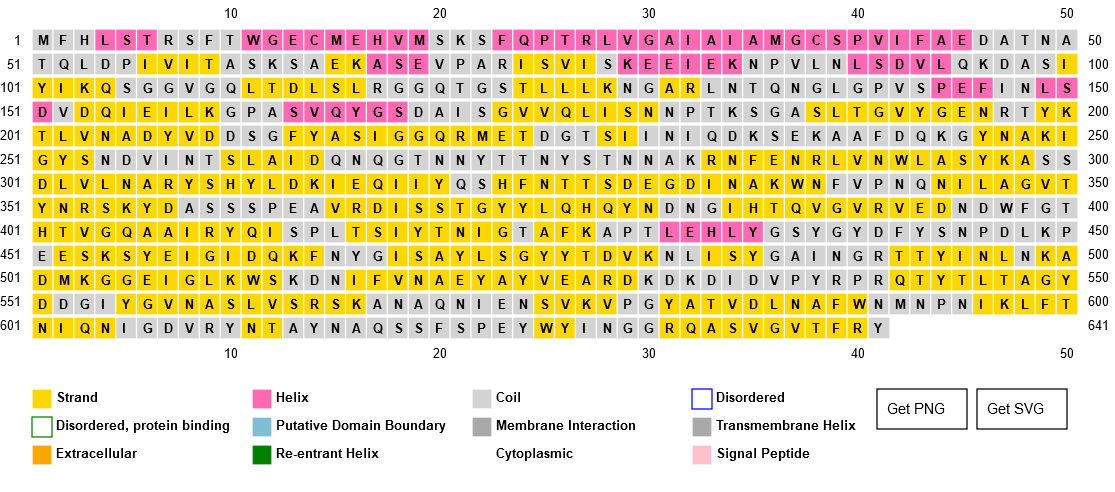 10 20 30 40 50
1 M F H L S T R S F T W G E C M E H V M S K S F Q P T R L V G A I A I A M G C S P V I F A E D A T N A 50
51 T Q L D P I V I T A S K S A E K A S E V P A R I S V I S K E E I E K N P V L N L S D V L Q K D A S I 100
101 Y I K Q S G G V G Q L T D L S L R G G Q T G S T L L L K N G A R L N T Q N G L G P V S P E F I N L S 150
151 D V D Q I E I L K G P A S V Q Y G S D A I S G V V Q L I S N N P T K S G A S L T G V Y G E N R T Y K 200
201 T L V N A D Y V D D S G F Y A S I G G Q R M E T D G T S I I N I Q D K S E K A A F D Q K G Y N A K I 250
251 G Y S N D V I N T S L A I D Q N Q G T N N Y T T N Y S T N N A K R N F E N R L V N W L A S Y K A S S 300
301 D L V L N A R Y S H Y L D K I E Q I I Y Q S H F N T T S D E G D I N A K W N F V P N Q N I L A G V T 350
351 Y N R S K Y D A S S S P E A V R D I S S T G Y Y L Q H Q Y N D N G I H T Q V G V R V E D N D W F G T 400
401 H T V G Q A A I R Y Q I S P L T S I Y T N I G T A F K A P T L E H L Y G S Y G Y D F Y S N P D L K P 450
451 E E S K S Y E I G I D Q K F N Y G I S A Y L S G Y Y T D V K N L I S Y G A I N G R T T Y I N L N K A 500
501 D M K G G E I G L K W S K D N I F V N A E Y A Y V E A R D K D K D I D V P Y R P R Q T Y T L T A G Y 550
551 D D G I Y G V N A S L V S R S K A N A Q N I E N S V K V P G Y A T V D L N A F W N M N P N I K L F T 600
601 N I Q N I G D V R Y N T A Y N A Q S S F S P E Y W Y I N G G R Q A S V G V T F R Y 641
10 20 30 40 50
Strand Helix Coil Disordered
Disordered, protein binding Putative Domain Boundary Membrane Interaction Transmembrane Helix
Extracellular Re-entrant Helix Cytoplasmic Signal Peptide
Get PNG Get SVG